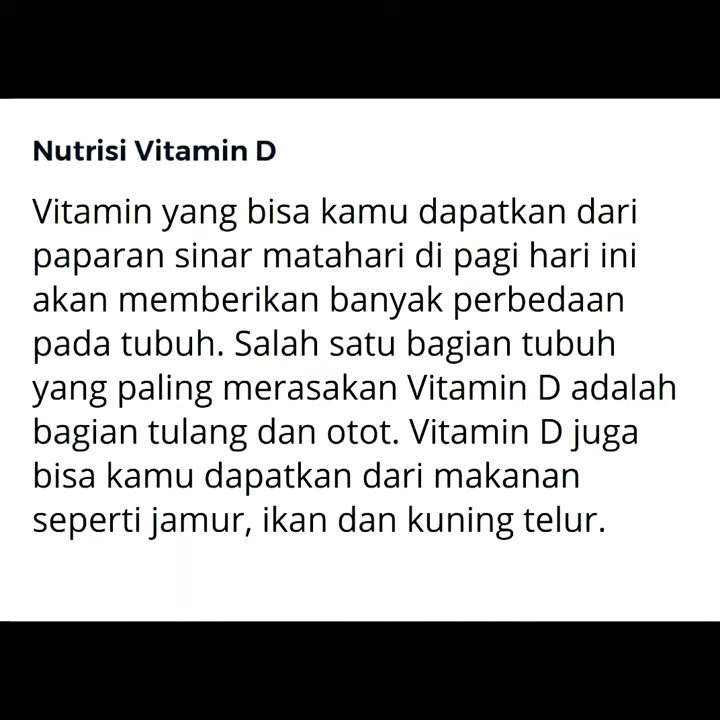 Nutrisi Vitamin D
Vitamin yang bisa kamu dapatkan dari
paparan sinar matahari di pagi hari ini
akan memberikan banyak perbedaan
pada tubuh. Salah satu bagian tubuh
yang paling merasakan Vitamin D adalah
bagian tulang dan otot. Vitamin D juga
bisa kamu dapatkan dari makanan
seperti jamur, ikan dan kuning telur.